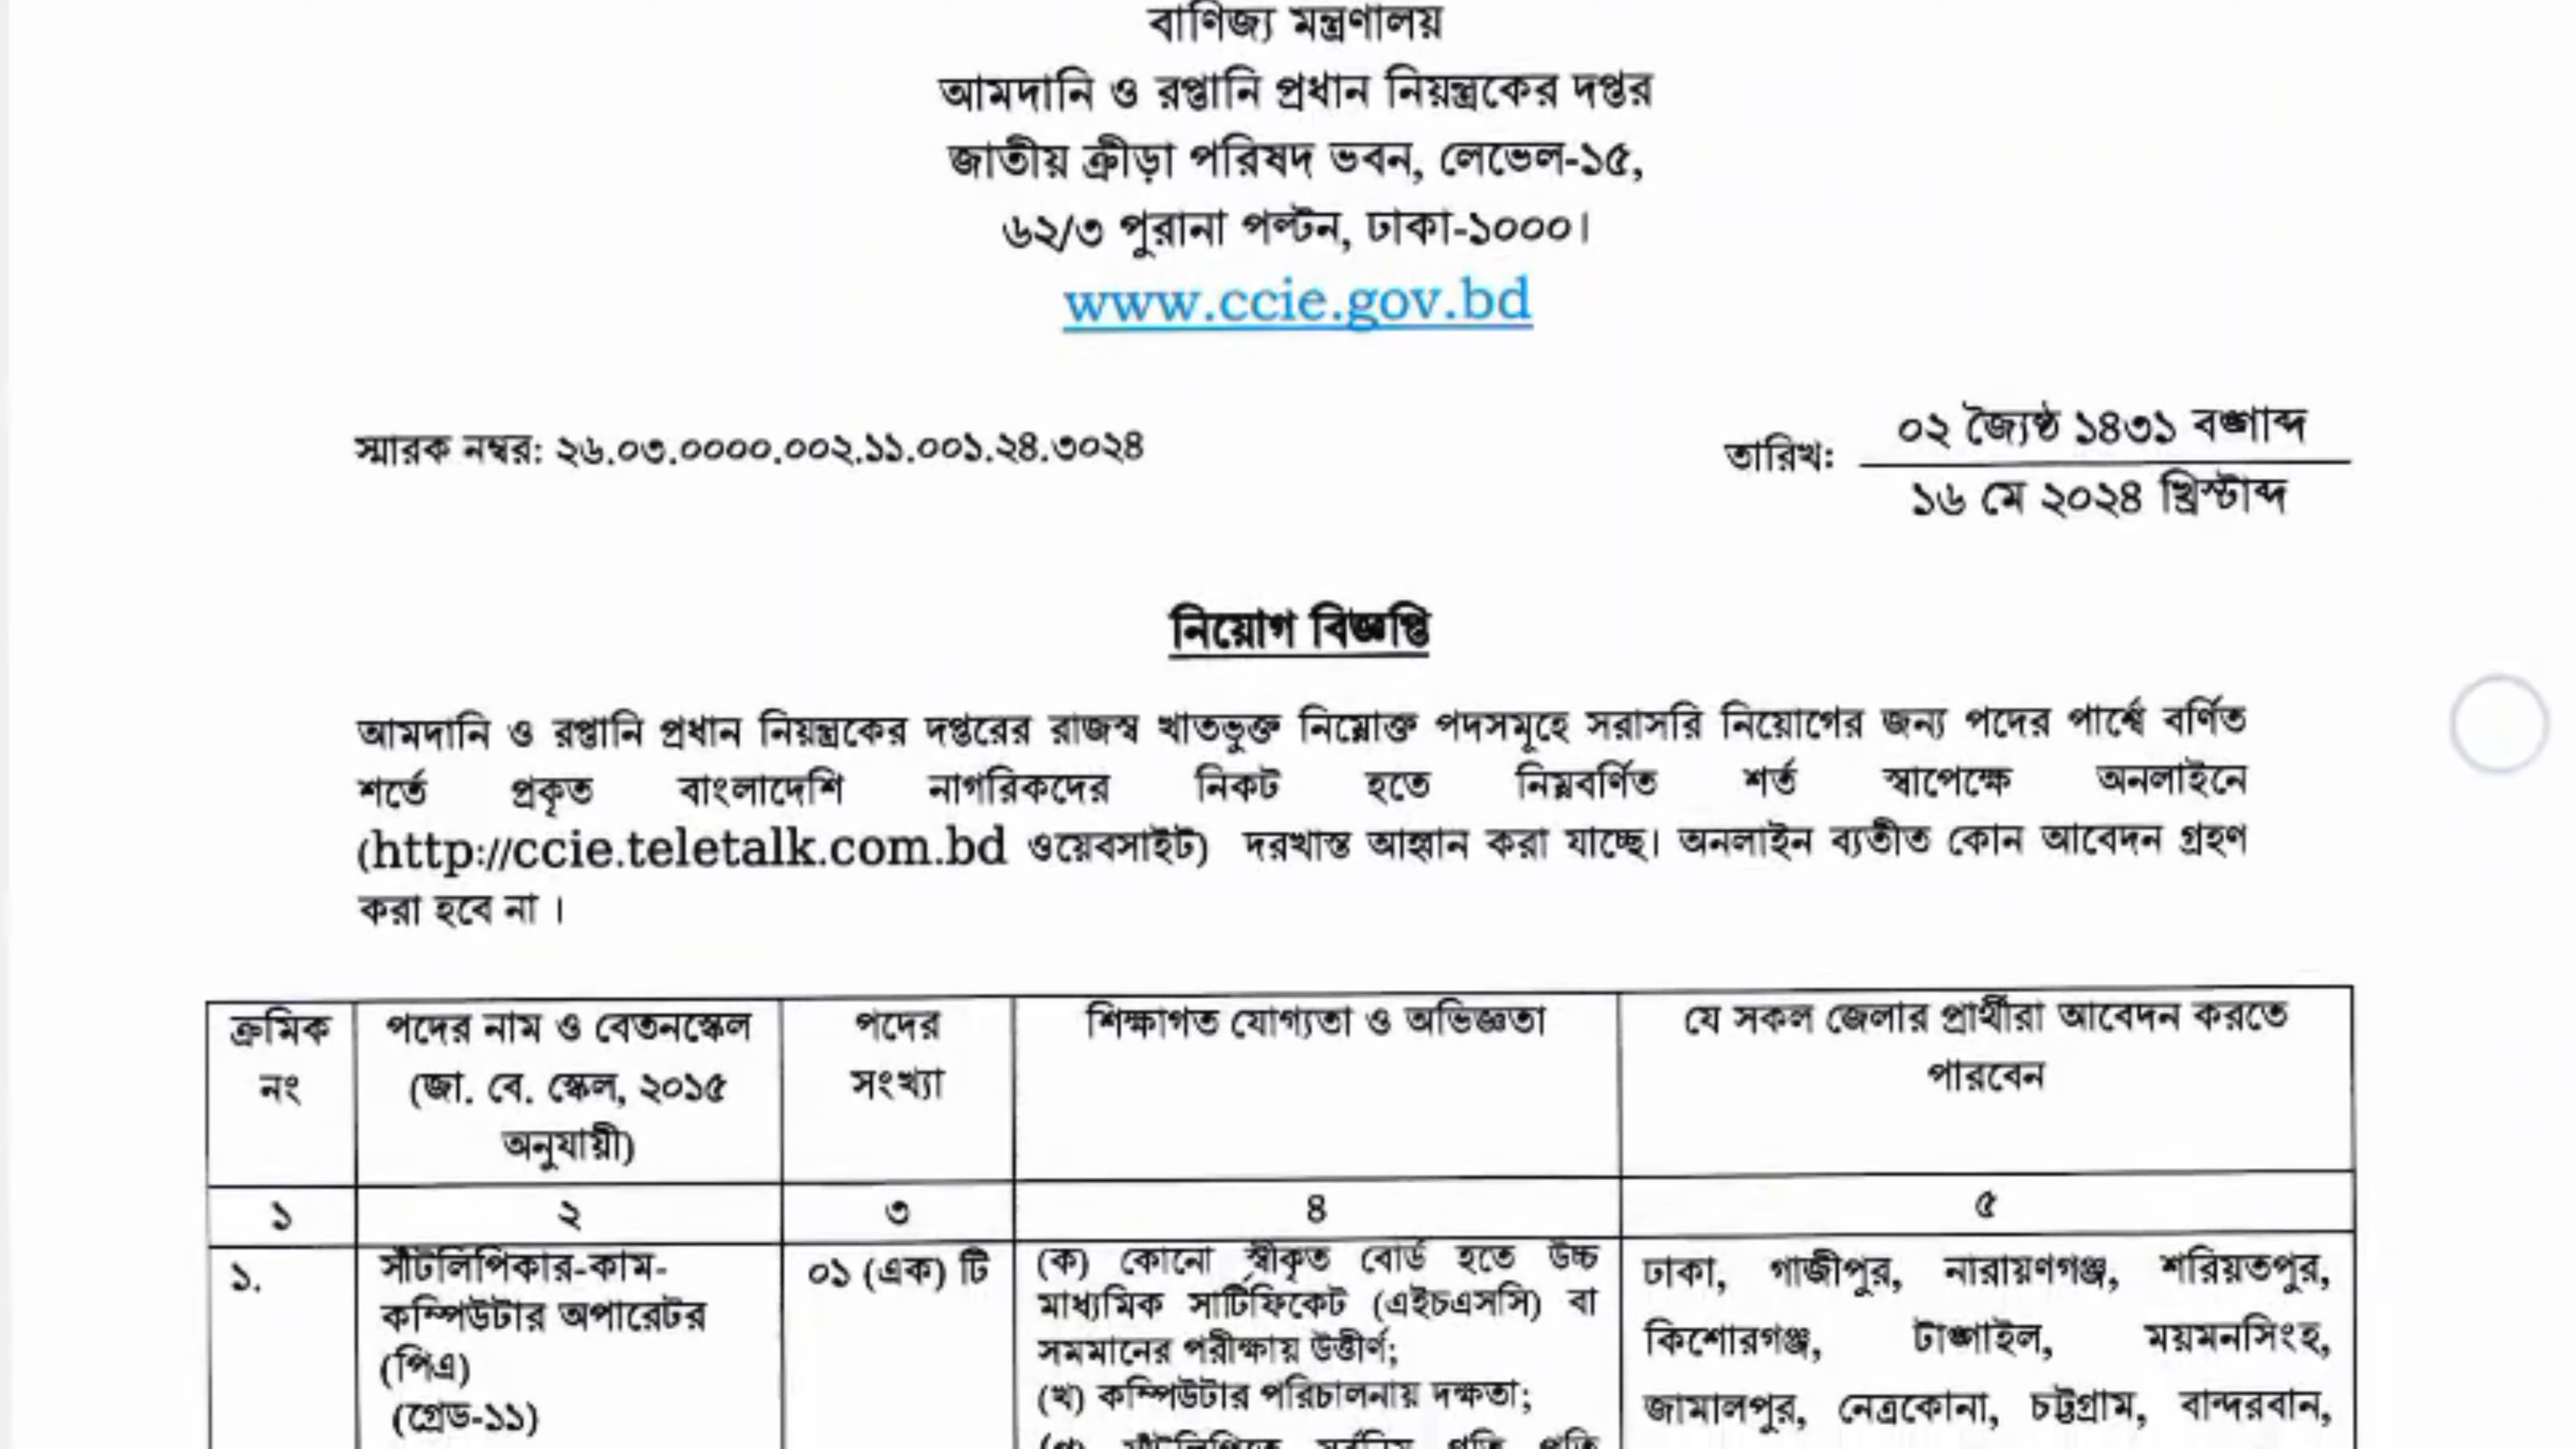 বাণিজ্য মন্ত্রণালয়
আমদানি ও রপ্তানি প্রধান নিয়ন্ত্রকের দপ্তর
জাতীয় ক্রীড়া পরিষদ ভবন, লেভেল-১৫,
৬২/৩ পুরানা পল্টন, ঢাকা-১০০০।
www.ccie.gov.bd
স্মারক নম্বর: ২৬.০৩.০০০০.০০২.১১.০০১.২৪.৩০২৪
তারিখ:
০২ জ্যৈষ্ঠ ১৪৩১ বঙ্গাব্দ
১৬ মে ২০২৪ খ্রিস্টাব্দ
নিয়োগ বিজ্ঞপ্তি
আমদানি ও রপ্তানি প্রধান নিয়ন্ত্রকের দপ্তরের রাজস্ব খাতভুক্ত নিম্নোক্ত পদসমূহে সরাসরি নিয়োগের জন্য পদের পার্শ্বে বর্ণিত
শর্তে প্রকৃত বাংলাদেশি নাগরিকদের নিকট হতে নিম্নবর্ণিত শর্ত স্বাপেক্ষে অনলাইনে
(http://ccie.teletalk.com.bd ওয়েবসাইট) দরখাস্ত আহ্বান করা যাচ্ছে। অনলাইন ব্যতীত কোন আবেদন গ্রহণ
করা হবে না ।
ক্রমিক নং
পদের নাম ও বেতনস্কেল
(জা. বে. স্কেল, ২০১৫
অনুযায়ী)
পদের
সংখ্যা
শিক্ষাগত যোগ্যতা ও অভিজ্ঞতা
যে সকল জেলার প্রার্থীরা আবেদন করতে
পারবেন
১ ২ ৩ ৪ ৫
১.
সাঁটলিপিকার-কাম-
কম্পিউটার অপারেটর
(পিএ)
(গ্রেড-১১)
০১ (এক) টি
(ক) কোনো স্বীকৃত বোর্ড হতে উচ্চ
মাধ্যমিক সার্টিফিকেট (এইচএসসি) বা
সমমানের পরীক্ষায় উত্তীর্ণ;
(খ) কম্পিউটার পরিচালনায় দক্ষতা;
ঢাকা, গাজীপুর, নারায়ণগঞ্জ, শরিয়তপুর,
কিশোরগঞ্জ, টাঙ্গাইল, ময়মনসিংহ,
জামালপুর, নেত্রকোনা, চট্টগ্রাম, বান্দরবান,